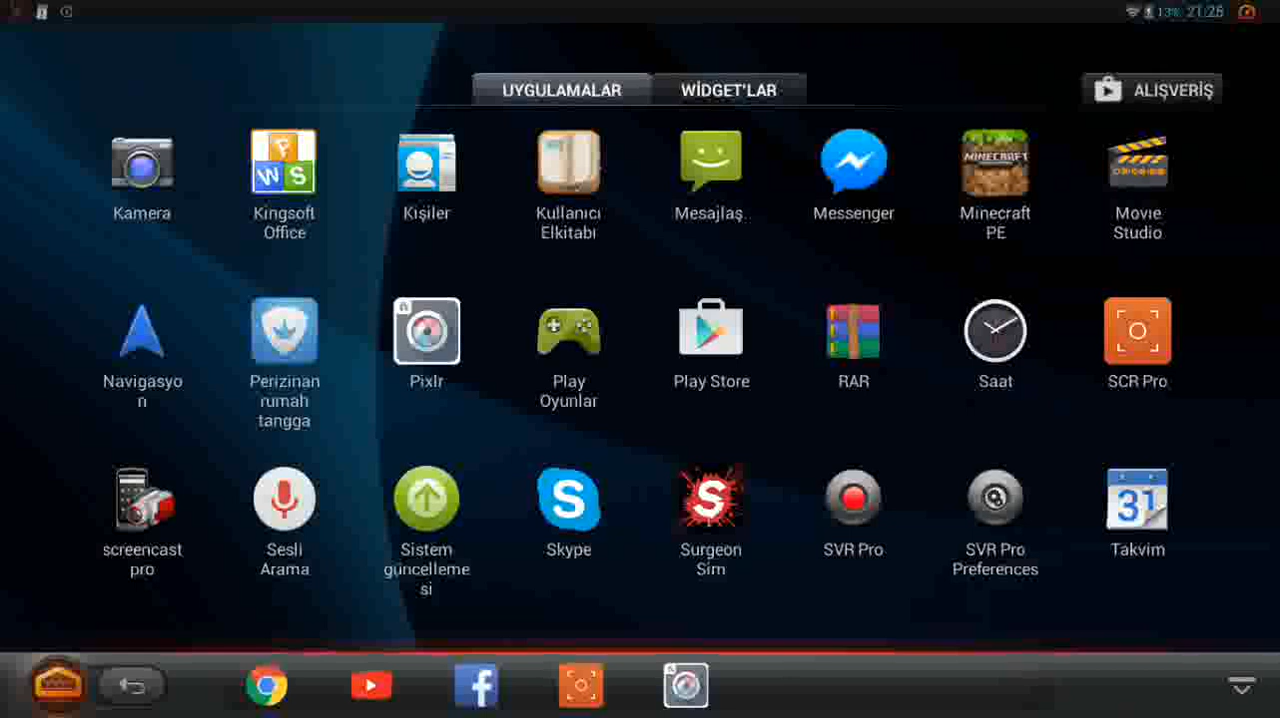 13% 21:28
UYGULAMALAR
WİDGET'LAR
ALIŞVERİŞ
Kamera
Kingsoft
Office
Kişiler
Kullanıcı
Elkitabı
Mesajlaş
Messenger
MINECRAFT
Minecraft
PE
Movie
Studio
Navigasyo
n
Perizinan
rumah
tangga
Pixlr
Play
Oyunlar
Play Store
RAR
Saat
SCR Pro
screencast
pro
Sesli
Arama
Sistem
güncelleme
si
Skype
Surgeon
Sim
SVR Pro
SVR Pro
Preferences
31
Takvim